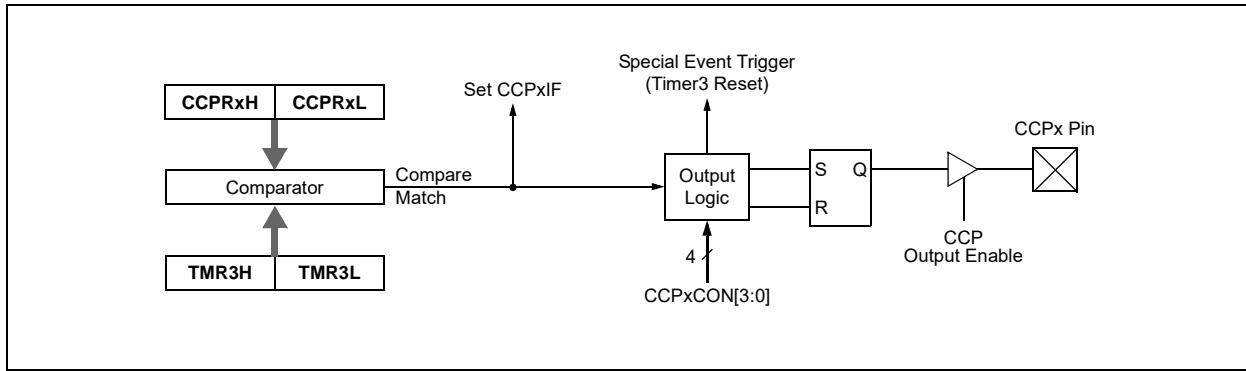 Special Event Trigger
(Timer3 Reset)
Set CCPxIF
CCPRxH CCPRxL
CCPx Pin
Comparator
Compare
Match
Output
Logic
S Q
R
TMR3H TMR3L
4
CCP
Output Enable
CCPxCON[3:0]